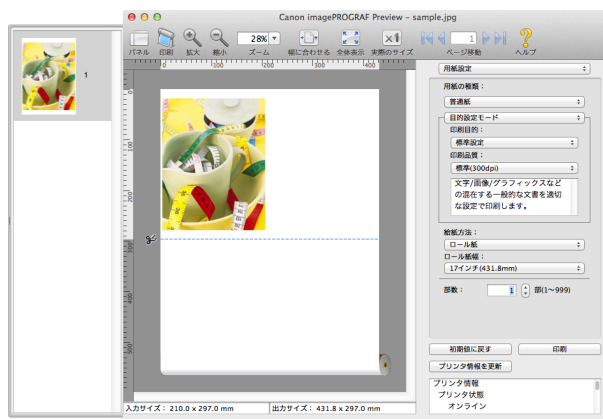 Canon imagePROGRAF Preview – sample.jpg
28%
1
パネル 印刷 拡大 縮小 ズーム 幅に合わせる 全体表示 実際のサイズ ページ移動 ヘルプ
1
0 100 200 300 400
0
100
200
300
400
500
用紙設定
用紙の種類：
普通紙
目的設定モード
印刷目的：
標準設定
印刷品質：
標準(300dpi)
文字/画像/グラフィックスなど
の混在する一般的な文書を適切
な設定で印刷します。
給紙方法：
ロール紙
ロール紙幅：
17インチ(431.8mm)
部数： 1 部(1～999)
初期値に戻す 印刷
プリンタ情報を更新
プリンタ情報
プリンタ状態
オンライン
入力サイズ： 210.0 x 297.0 mm 出力サイズ： 431.8 x 297.0 mm